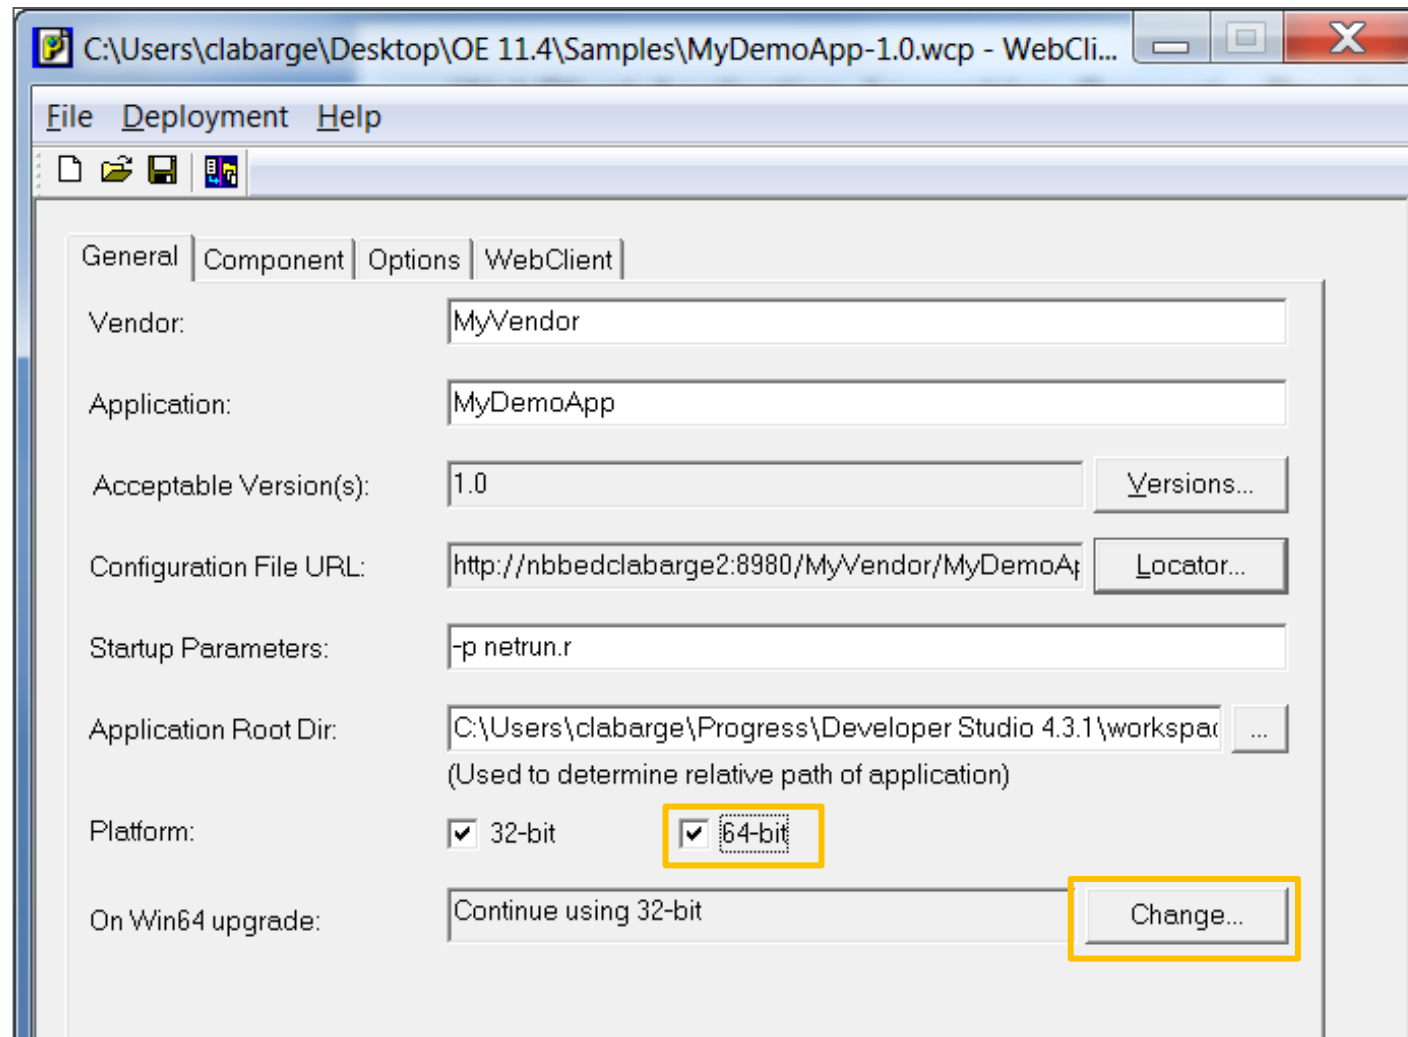 C:\Users\clabarge\Desktop\OE 11.4\Samples\MyDemoApp-1.0.wcp - WebCli...
File Deployment Help
General Component Options WebClient
Vendor: MyVendor
Application: MyDemoApp
Acceptable Version(s): 1.0 Versions...
Configuration File URL: http://nbbedclabarge2:8980/MyVendor/MyDemoAp Locator...
Startup Parameters: -p netrun.r
Application Root Dir: C:\Users\clabarge\Progress\Developer Studio 4.3.1\workspac ...
(Used to determine relative path of application)
Platform: 32-bit 64-bit
On Win64 upgrade: Continue using 32-bit Change...